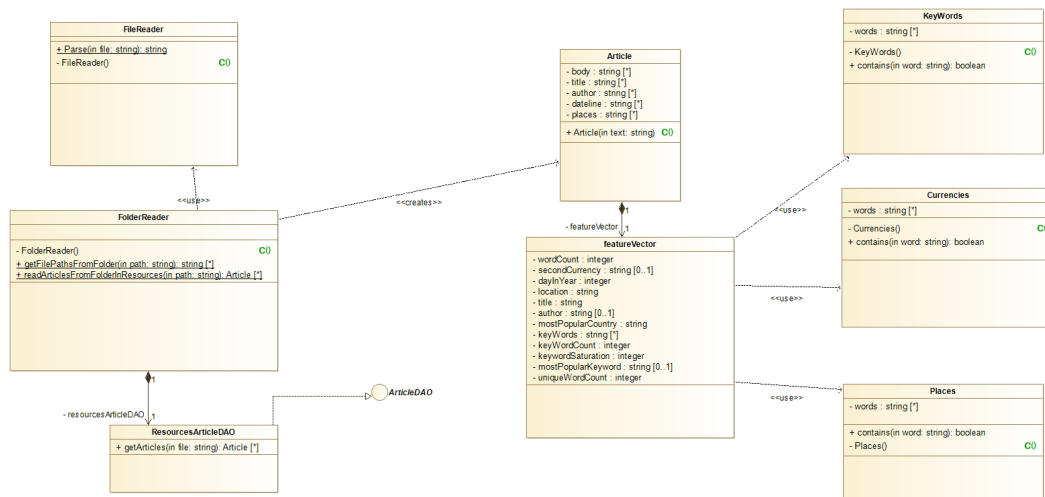 FileReader
+ Parse(in file: string): string
- FileReader() C()
<<use>>
FolderReader
- FolderReader() C()
+ getFilePathsFromFolder(in path: string): string [*]
+ readArticlesFromFolderInResources(in path: string): Article [*]
1
- resourcesArticleDAO 1
ResourcesArticleDAO
+ getArticles(in file: string): Article [*]
ArticleDAO
<<creates>>
Article
- body : string [*]
- title : string [*]
- author : string [*]
- dateline : string [*]
- places : string [*]
+ Article(in text: string) C()
1
- featureVector 1
featureVector
- wordCount : integer
- secondCurrency : string [0..1]
- dayInYear : integer
- location : string
- title : string
- author : string [0..1]
- mostPopularCountry : string
- keyWords : string [*]
- keyWordCount : integer
- keywordSaturation : integer
- mostPopularKeyword : string [0..1]
- uniqueWordCount : integer
<<use>>
<<use>>
<<use>>
KeyWords
- words : string [*]
- KeyWords() C()
+ contains(in word: string): boolean
Currencies
- words : string [*]
- Currencies() C(
+ contains(in word: string): boolean
Places
- words : string [*]
+ contains(in word: string): boolean
- Places() C()